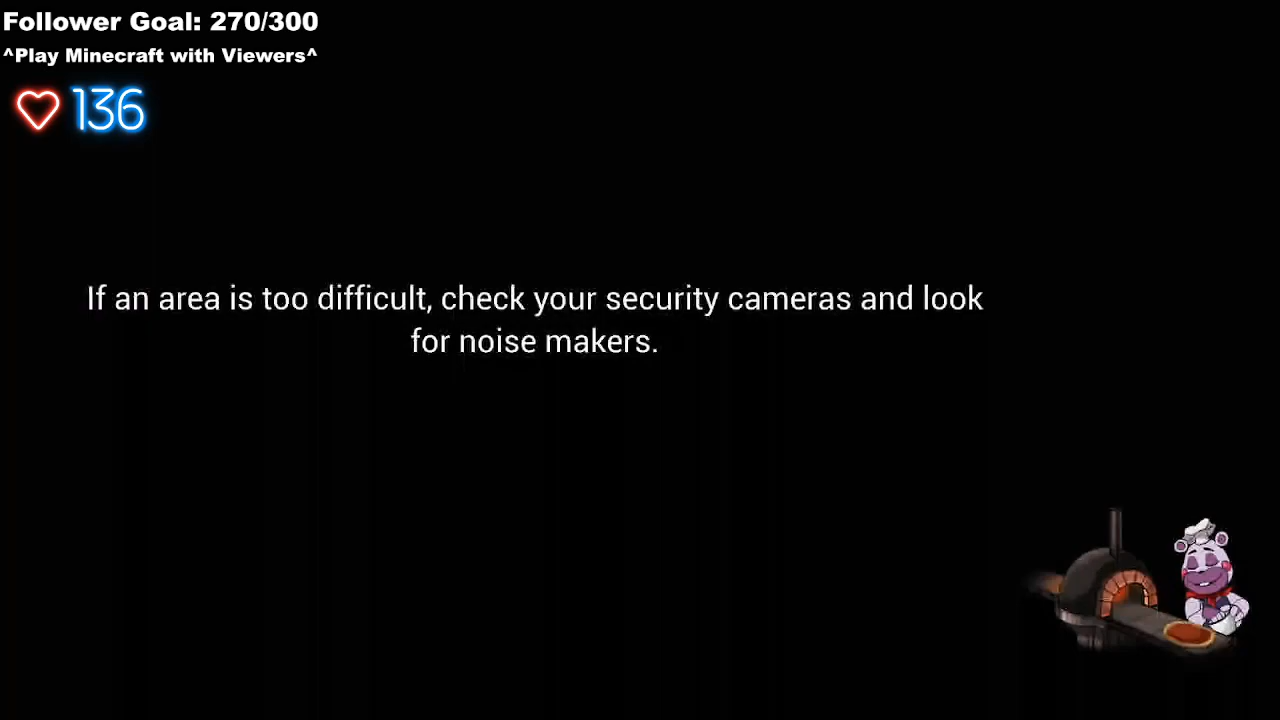 Follower Goal: 270/300
^Play Minecraft with Viewers^
136
If an area is too difficult, check your security cameras and look
for noise makers.